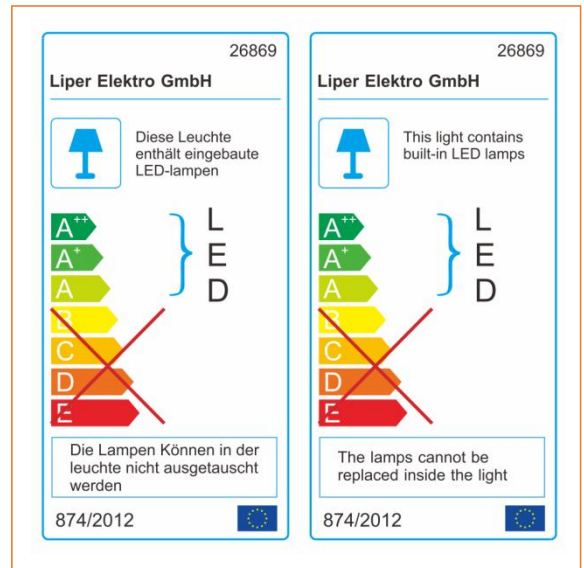 26869
Liper Elektro GmbH
Diese Leuchte
enthält eingebaute
LED-lampen
A++
A+
A
B
C
D
E
L
E
D
Die Lampen Können in der
leuchte nicht ausgetauscht
werden
874/2012
26869
Liper Elektro GmbH
This light contains
built-in LED lamps
A++
A+
A
B
C
D
E
L
E
D
The lamps cannot be
replaced inside the light
874/2012